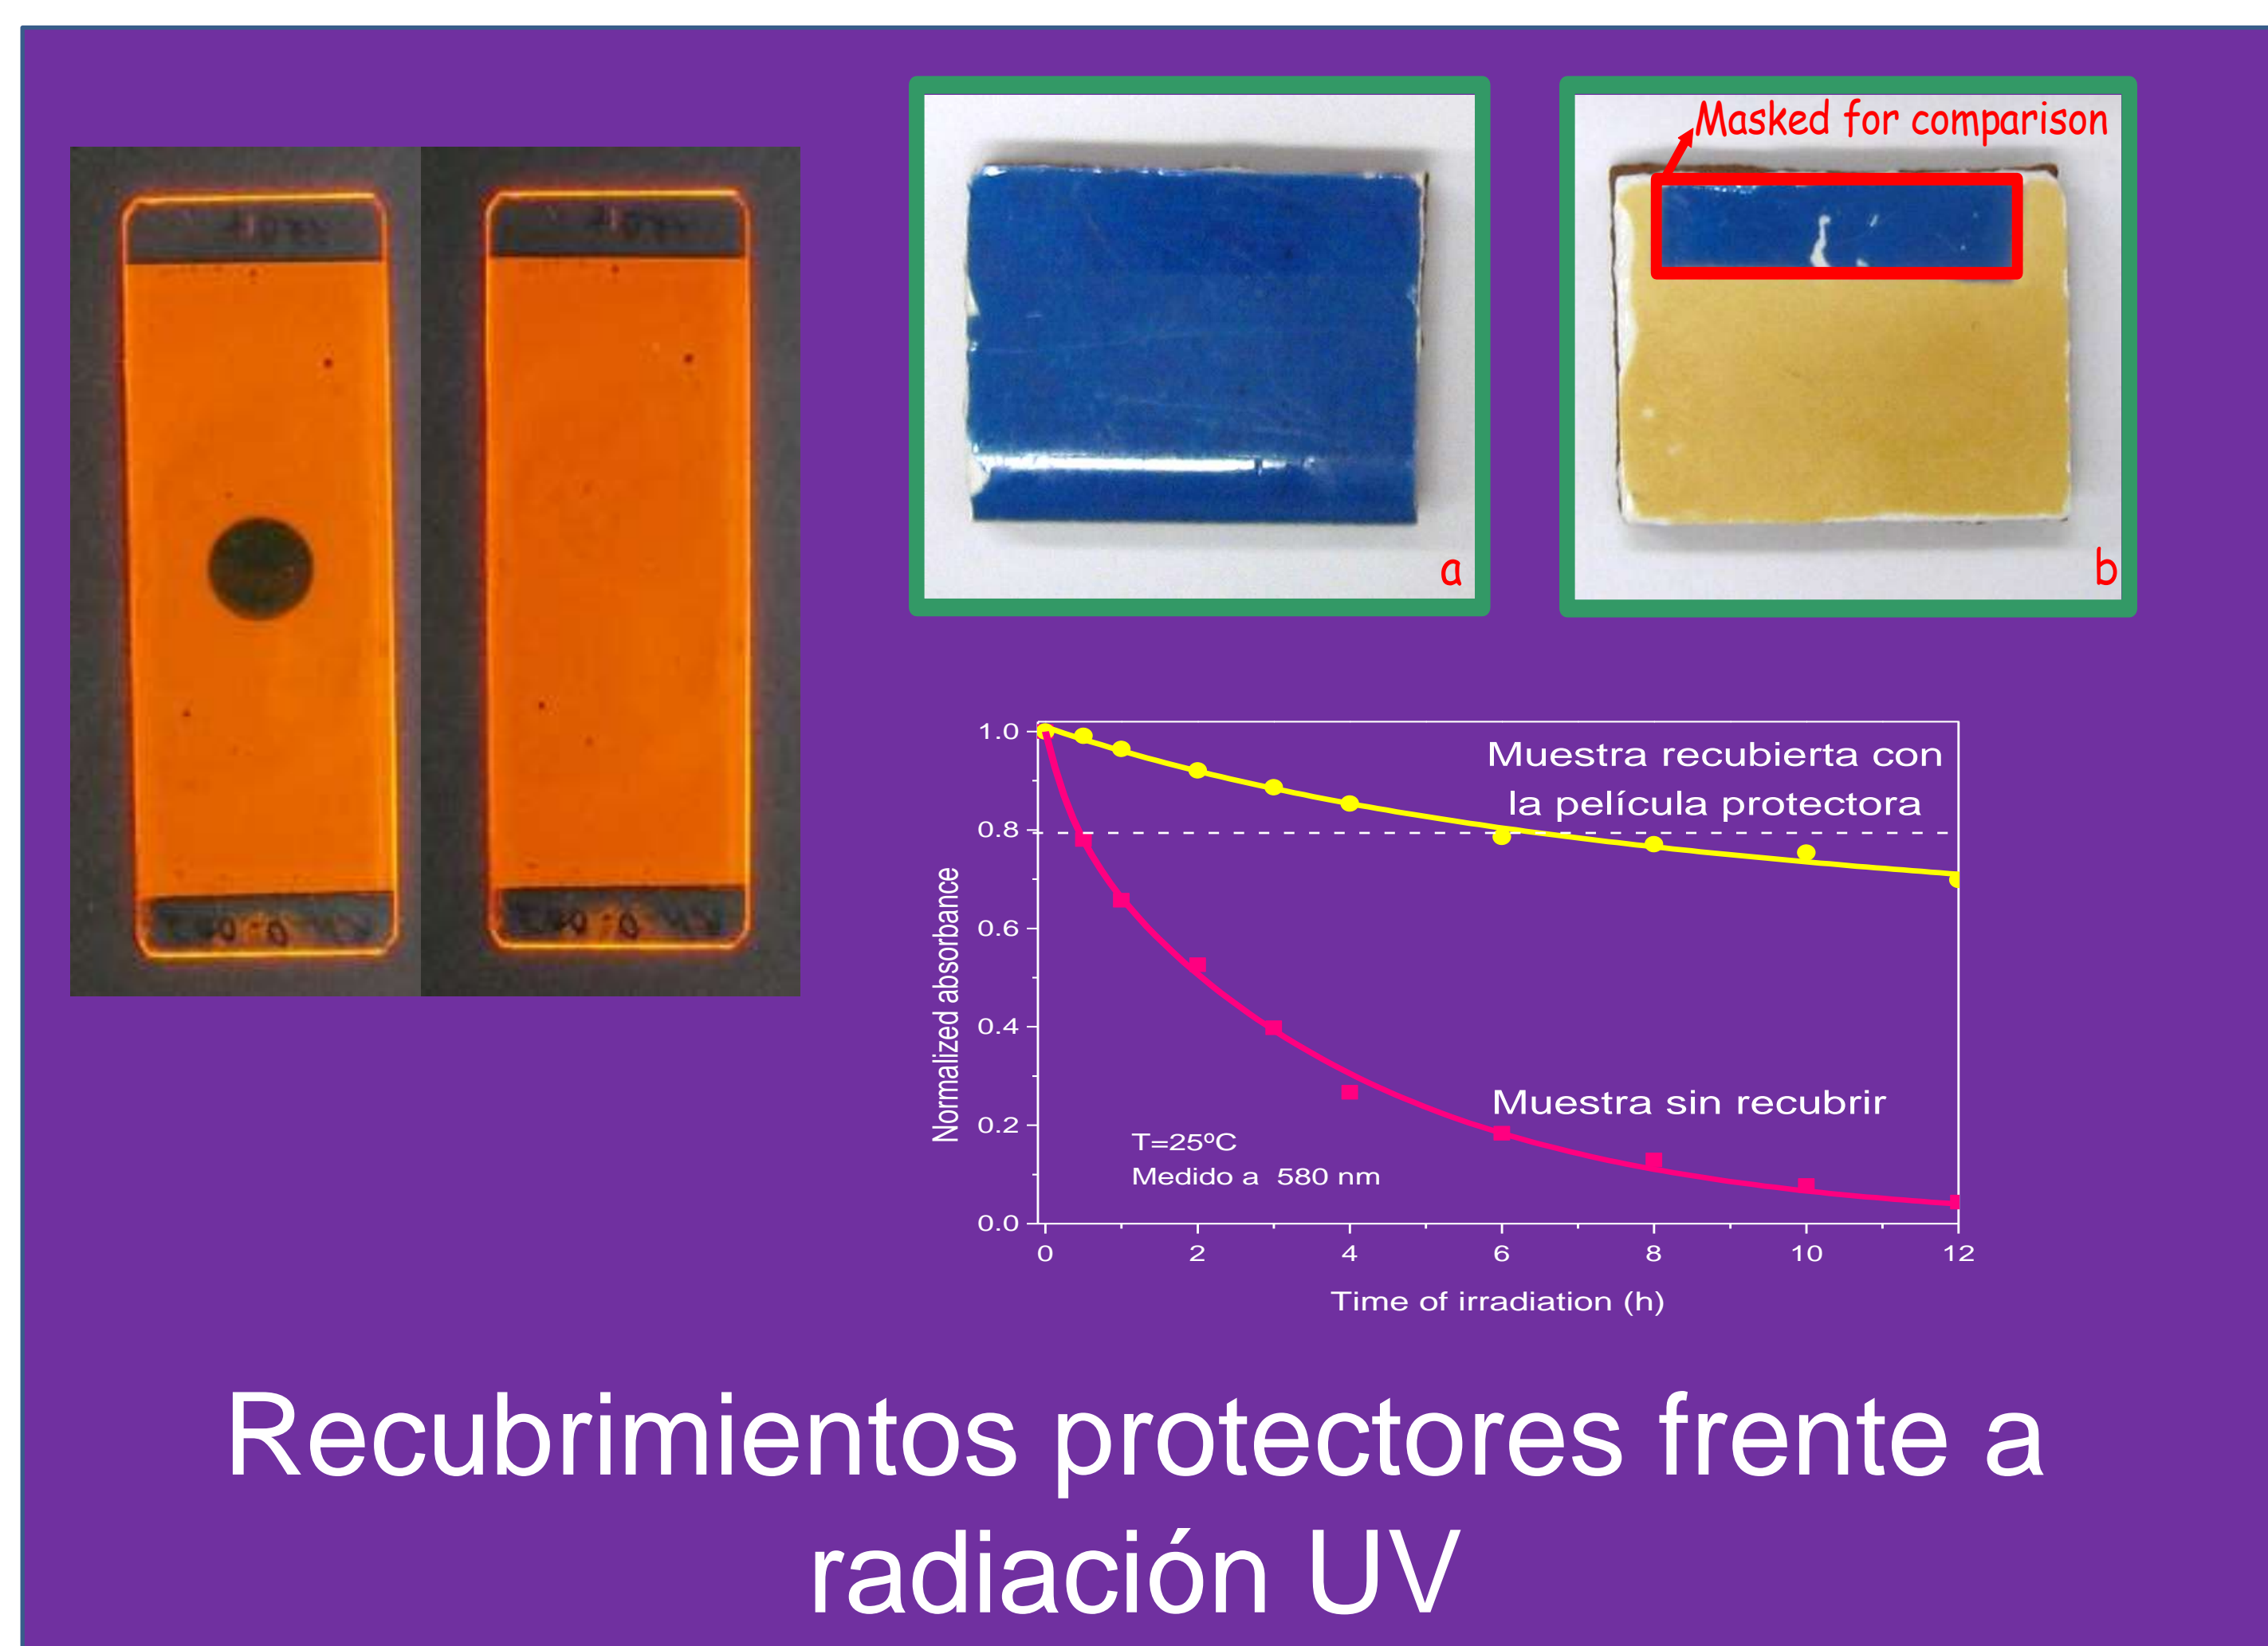 Masked for comparison
a
b
1.0
0.8
0.6
0.4
0.2
0.0
Normalized absorbance
Muestra recubierta con
la película protectora
Muestra sin recubrir
T=25ºC
Medido a 580 nm
0 2 4 6 8 10 12
Time of irradiation (h)
Recubrimientos protectores frente a
radiación UV